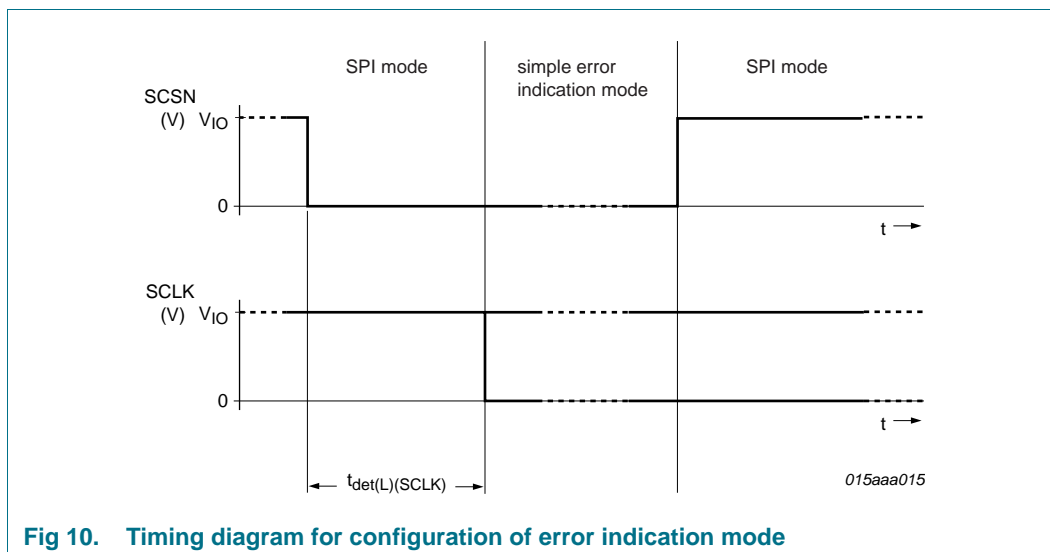 SPI mode
simple error
indication mode
SPI mode
SCSN
(V) VIO
0
t
SCLK
(V) VIO
0
t
tdet(L)(SCLK)
015aaa015
Fig 10. Timing diagram for configuration of error indication mode